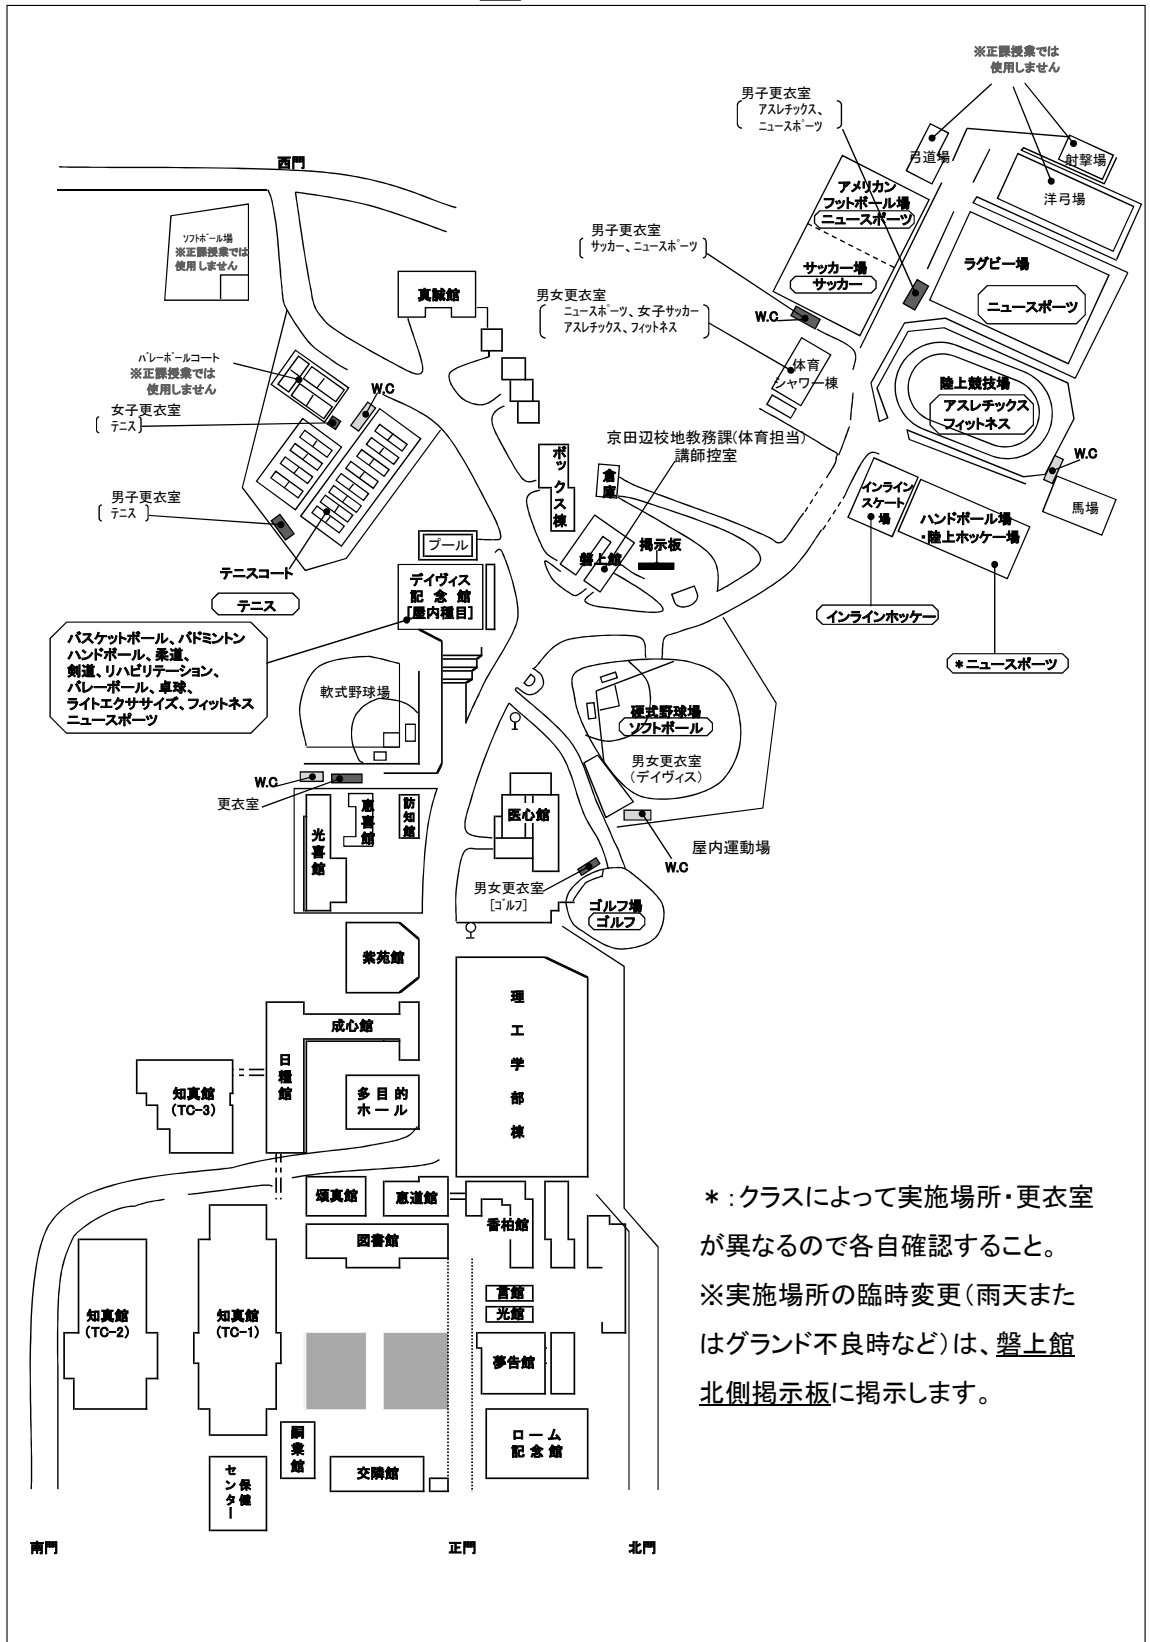 ※正課授業では
使用しません
男子更衣室
アスレチックス、
ニュースポーツ
弓道場
射撃場
洋弓場
西門
アメリカン
フットボール場
ニュースポーツ
サッカー場
サッカー
ラグビー場
ニュースポーツ
ソフトボール場
※正課授業では
使用しません
男子更衣室
サッカー、ニュースポーツ
真誠館
男女更衣室
ニュースポーツ、女子サッカー
アスレチックス、フィットネス
W.C
体育
シャワー棟
陸上競技場
アスレチックス
フィットネス
バレーボールコート
※正課授業では
使用しません
W.C
女子更衣室
テニス
京田辺校地教務課(体育担当)
講師控室
ボックス棟
倉庫
W.C
馬場
インライン
スケート
場
ハンドボール場
・陸上ホッケー場
男子更衣室
テニス
プール
磐上館
掲示板
テニスコート
テニス
デイヴィス
記念館
[屋内種目]
インラインホッケー
*ニュースポーツ
バスケットボール、バドミントン
ハンドボール、柔道、
剣道、リハビリテーション、
バレーボール、卓球、
ライトエクササイズ、フィットネス
ニュースポーツ
軟式野球場
硬式野球場
ソフトボール
男女更衣室
(デイヴィス)
W.C
更衣室
光喜館
恵喜館
訪知館
医心館
屋内運動場
W.C
男女更衣室
[ゴルフ]
ゴルフ場
ゴルフ
紫苑館
理工学部棟
成心館
日糧館
知真館
(TC-3)
多目的
ホール
頌真館
恵道館
香柏館
図書館
*:クラスによって実施場所・更衣室
が異なるので各自確認すること。
※実施場所の臨時変更(雨天また
はグランド不良時など)は、磐上館
北側掲示板に掲示します。
言館
光館
知真館
(TC-2)
知真館
(TC-1)
夢告館
嗣業館
ローム
記念館
保健
センター
交隣館
南門
正門
北門